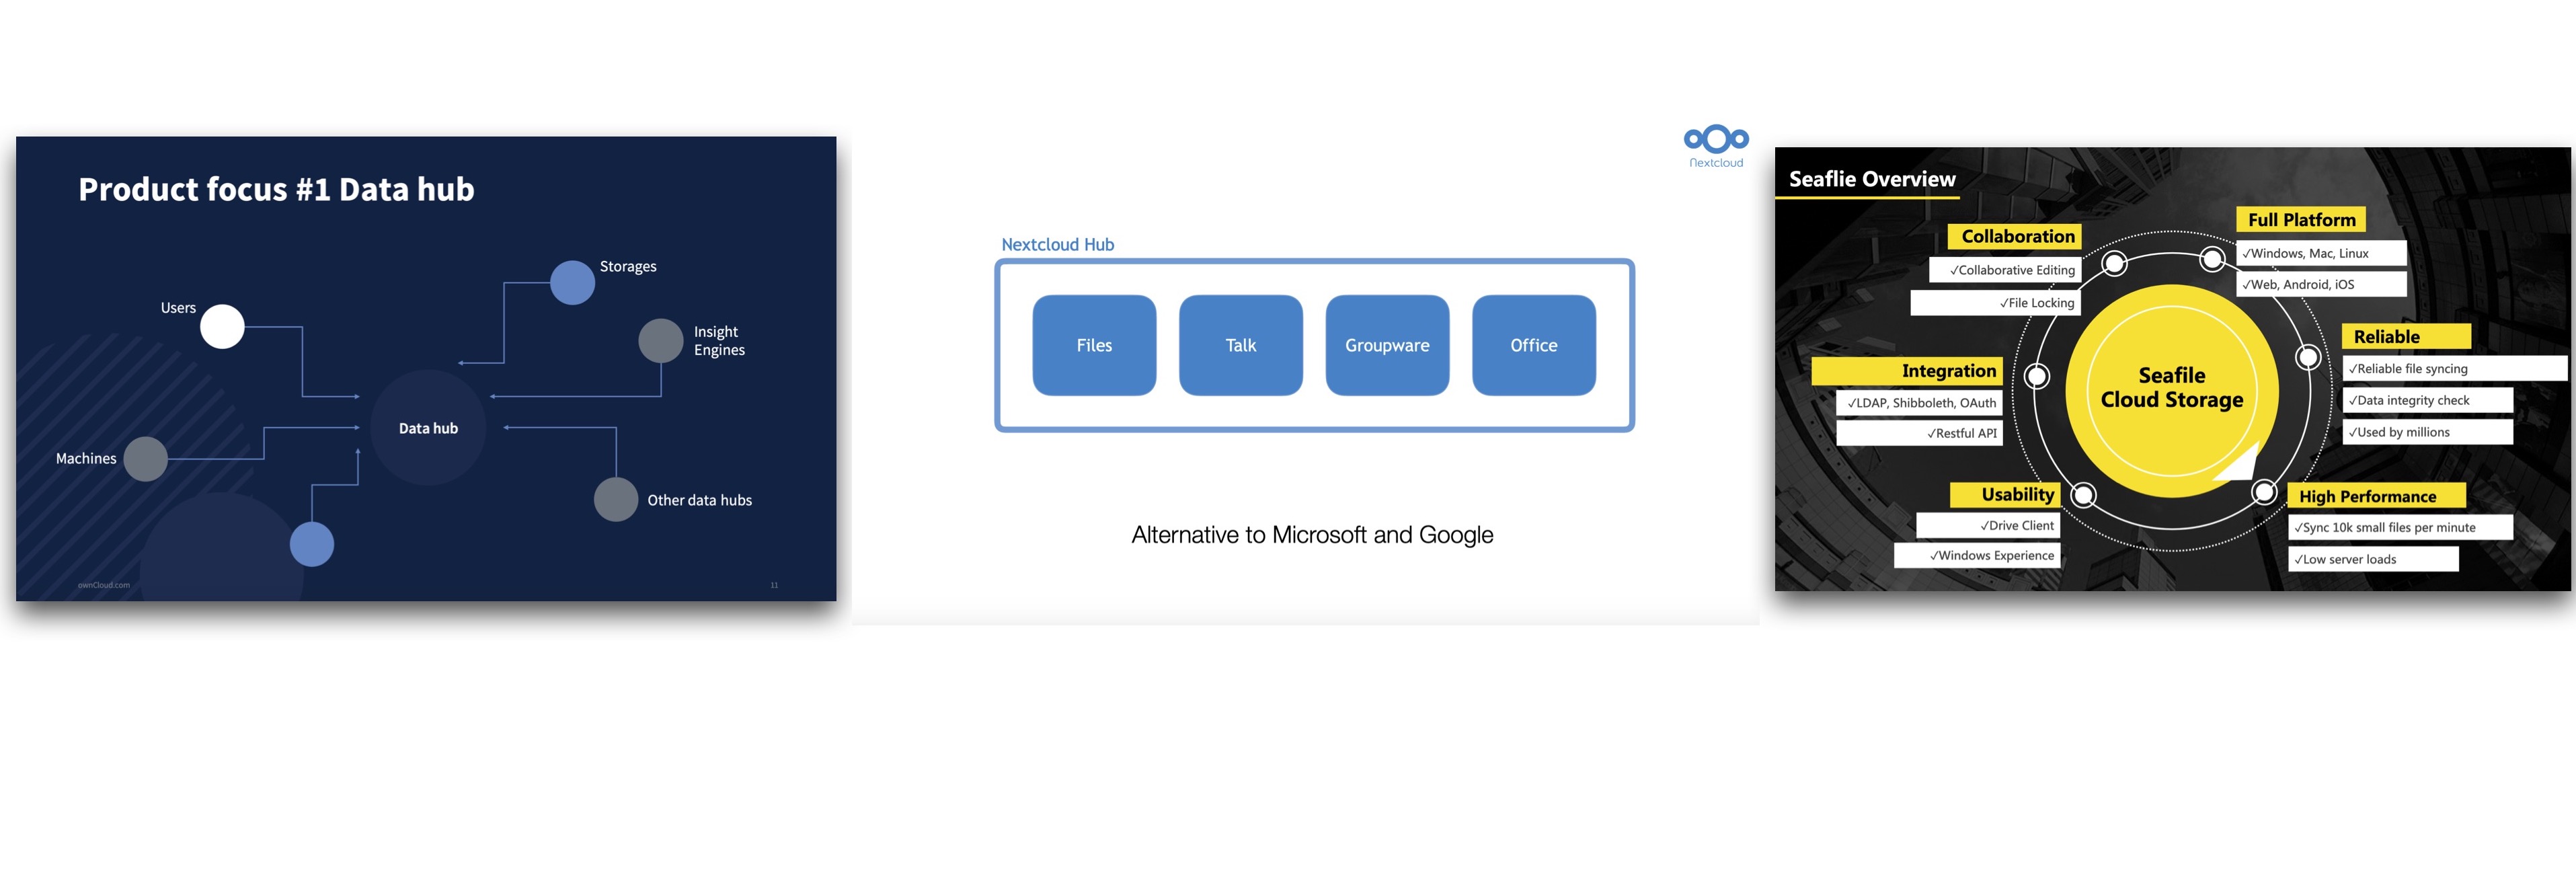 Product focus #1 Data hub
Storages
Users
Insight
Engines
Data hub
Machines
Other data hubs
ownCloud.com
11
Nextcloud
Nextcloud Hub
Files
Talk
Groupware
Office
Alternative to Microsoft and Google
Seaflie Overview
Collaboration
✓Collaborative Editing
✓File Locking
Full Platform
✓Windows, Mac, Linux
✓Web, Android, iOS
Integration
✓LDAP, Shibboleth, OAuth
✓Restful API
Seafile
Cloud Storage
Reliable
✓Reliable file syncing
✓Data integrity check
✓Used by millions
Usability
✓Drive Client
✓Windows Experience
High Performance
✓Sync 10k small files per minute
✓Low server loads